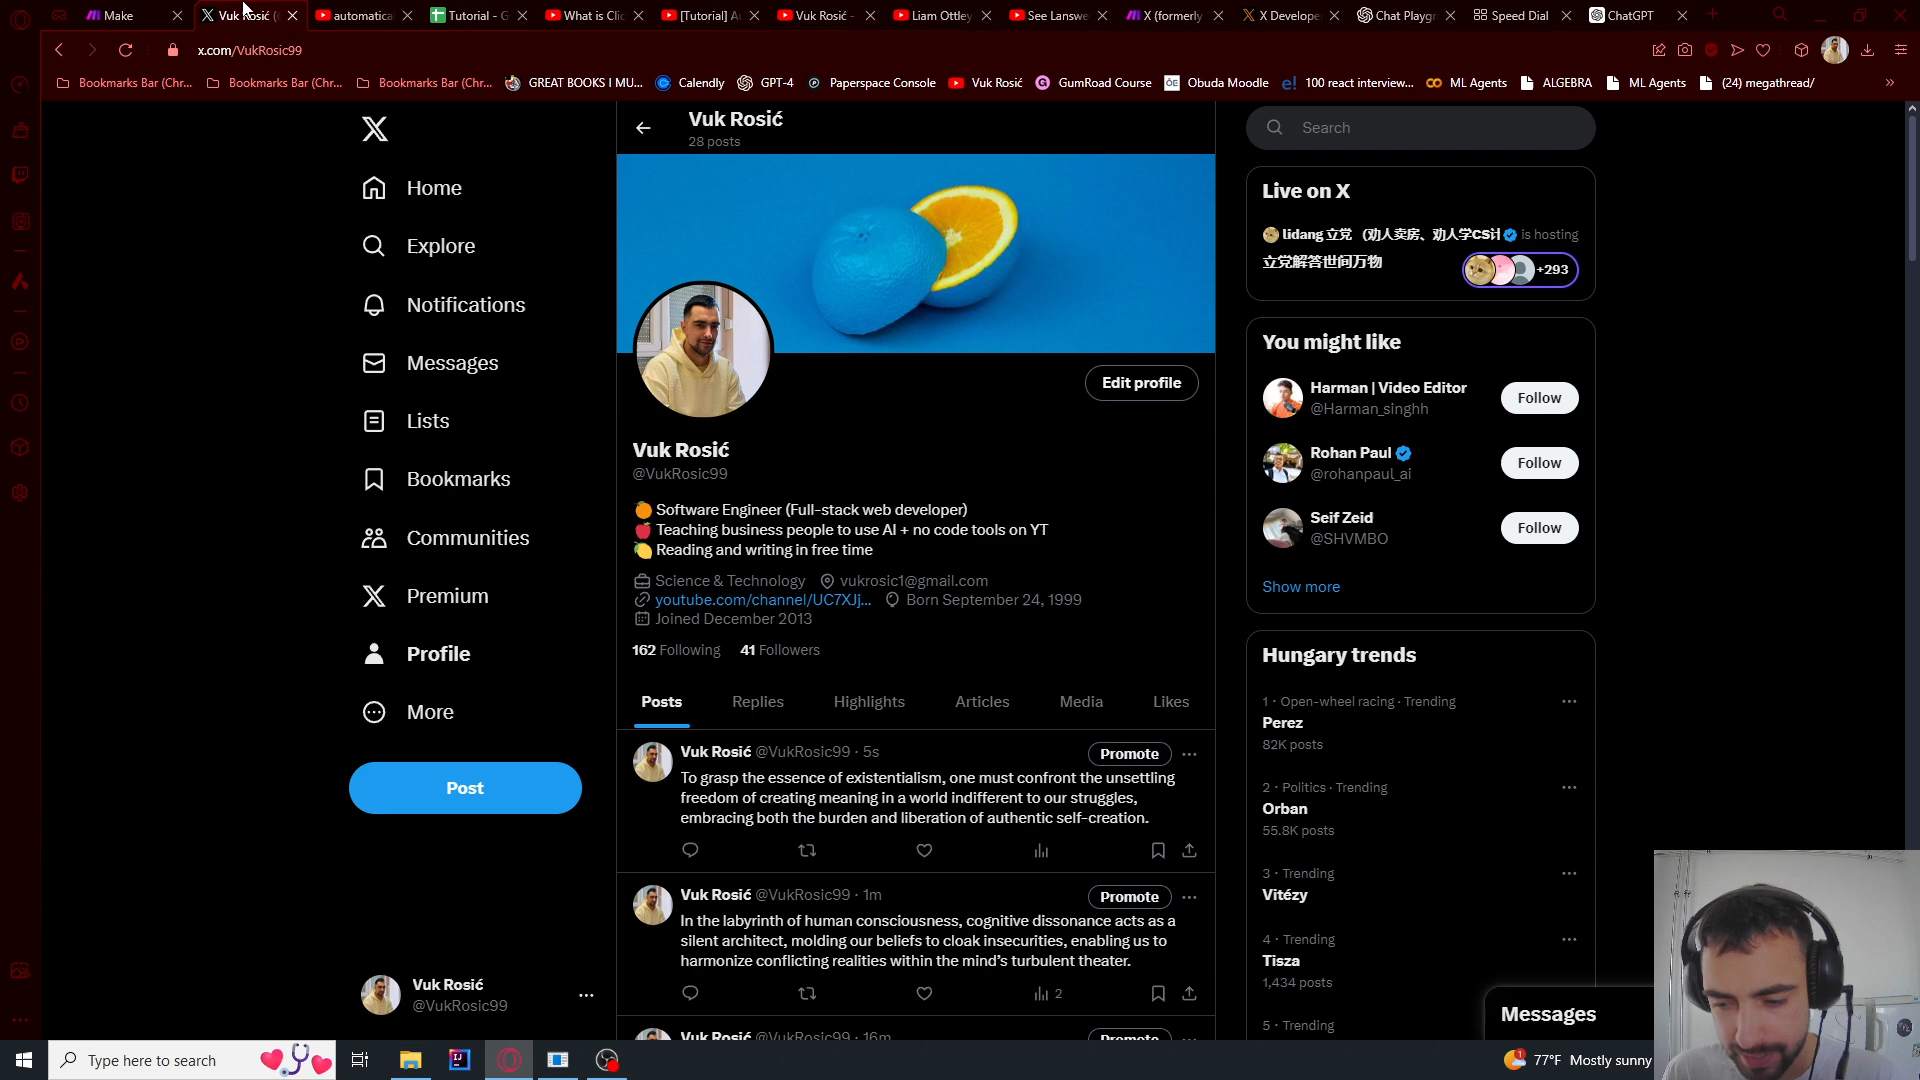 Make
Vuk Rosić (
automatical
Tutorial - G
What is Clic
[Tutorial] Au
Vuk Rosić -
Liam Ottley
See Lanswe
X (formerly
X Develope
Chat Playgr
Speed Dial
ChatGPT
x.com/VukRosic99
Bookmarks Bar (Chr...
Bookmarks Bar (Chr...
Bookmarks Bar (Chr...
GREAT BOOKS I MU...
Calendly
GPT-4
Paperspace Console
Vuk Rosić
GumRoad Course
Obuda Moodle
100 react interview...
ML Agents
ALGEBRA
ML Agents
(24) megathread/
Home
Explore
Notifications
Messages
Lists
Bookmarks
Communities
Premium
Profile
More
Post
Vuk Rosić
@VukRosic99
Vuk Rosić
28 posts
Edit profile
Vuk Rosić
@VukRosic99
Software Engineer (Full-stack web developer)
Teaching business people to use AI + no code tools on YT
Reading and writing in free time
Science & Technology vukrosic1@gmail.com
youtube.com/channel/UC7XJj... Born September 24, 1999
Joined December 2013
162 Following 41 Followers
Posts Replies Highlights Articles Media Likes
Vuk Rosić @VukRosic99 · 5s
Promote
To grasp the essence of existentialism, one must confront the unsettling
freedom of creating meaning in a world indifferent to our struggles,
embracing both the burden and liberation of authentic self-creation.
Vuk Rosić @VukRosic99 · 1m
Promote
In the labyrinth of human consciousness, cognitive dissonance acts as a
silent architect, molding our beliefs to cloak insecurities, enabling us to
harmonize conflicting realities within the mind's turbulent theater.
2
Vuk Rosić @VukRosic99 · 16m
Promote
Search
Live on X
lidang 立党 (劝人卖房、劝人学CS计 is hosting
立党解答世间万物
+293
You might like
Harman | Video Editor
@Harman_singhh
Follow
Rohan Paul
@rohanpaul_ai
Follow
Seif Zeid
@SHVMBO
Follow
Show more
Hungary trends
1 · Open-wheel racing · Trending
Perez
82K posts
2 · Politics · Trending
Orban
55.8K posts
3 · Trending
Vitézy
4 · Trending
Tisza
1,434 posts
5 · Trending
Messages
Type here to search
1
77°F Mostly sunny